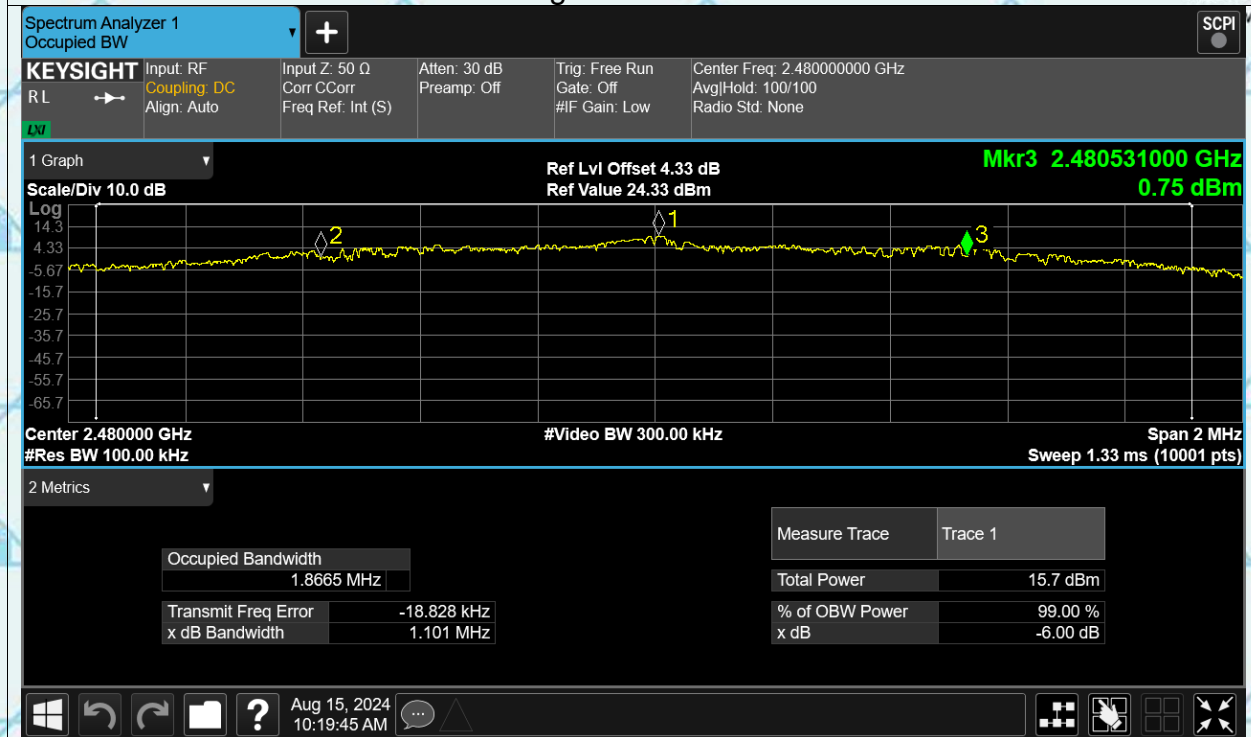 Spectrum Analyzer 1
Occupied BW
+
SCPI
KEYSIGHT
RL
LXI
Input: RF
Coupling: DC
Align: Auto
Input Z: 50 Ω
Corr CCorr
Freq Ref: Int (S)
Atten: 30 dB
Preamp: Off
Trig: Free Run
Gate: Off
#IF Gain: Low
Center Freq: 2.480000000 GHz
Avg|Hold: 100/100
Radio Std: None
1 Graph
Scale/Div 10.0 dB
Ref Lvl Offset 4.33 dB
Ref Value 24.33 dBm
Mkr3 2.480531000 GHz
0.75 dBm
Log
14.3
4.33
-5.67
-15.7
-25.7
-35.7
-45.7
-55.7
-65.7
2
1
3
Center 2.480000 GHz
#Video BW 300.00 kHz
Span 2 MHz
#Res BW 100.00 kHz
Sweep 1.33 ms (10001 pts)
2 Metrics
Occupied Bandwidth
1.8665 MHz
Transmit Freq Error -18.828 kHz
x dB Bandwidth 1.101 MHz
Measure Trace Trace 1
Total Power 15.7 dBm
% of OBW Power 99.00 %
x dB -6.00 dB
?
Aug 15, 2024
10:19:45 AM